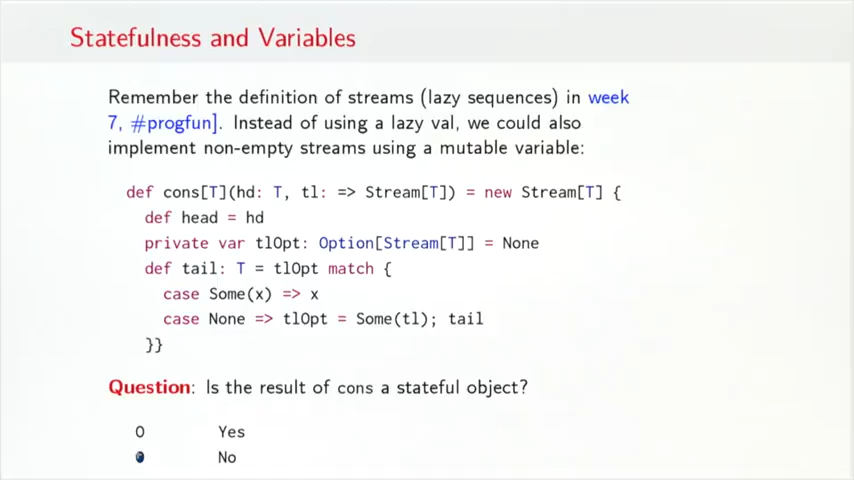 Statefulness and Variables
Remember the definition of streams (lazy sequences) in week
7, #progfun]. Instead of using a lazy val, we could also
implement non-empty streams using a mutable variable:
def cons[T](hd: T, tl: => Stream[T]) = new Stream[T] {
def head = hd
private var tlOpt: Option[Stream[T]] = None
def tail: T = tlOpt match {
case Some(x) => x
case None => tlOpt = Some(tl); tail
}}
Question: Is the result of cons a stateful object?
O Yes
No